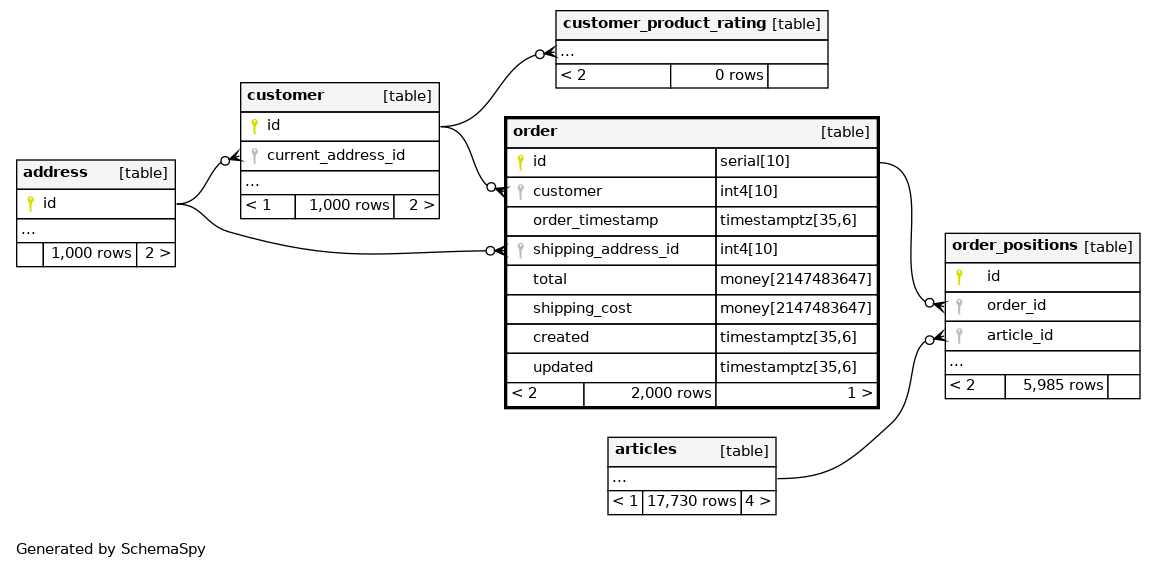 customer_product_rating [table]
...
< 2 0 rows
customer [table]
id
current_address_id
...
< 1 1,000 rows 2 >
address [table]
id
...
1,000 rows 2 >
order [table]
id serial[10]
customer int4[10]
order_timestamp timestamptz[35,6]
shipping_address_id int4[10]
total money[2147483647]
shipping_cost money[2147483647]
created timestamptz[35,6]
updated timestamptz[35,6]
< 2 2,000 rows 1 >
order_positions [table]
id
order_id
article_id
...
< 2 5,985 rows
articles [table]
...
< 1 17,730 rows 4 >
Generated by SchemaSpy